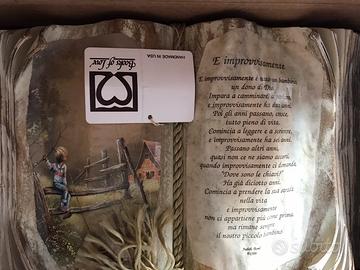 HANDMADE IN USA
Books of Love
E improvvisamente
E improvvisamente è nato un bambino,
un dono di Dio.
Impara a camminare, a
e improvvisamente ha due anni.
Poi gli anni passano, cresce,
tutto pieno di vita.
Comincia a leggere e a scrivere,
e improvvisamente ha sei anni.
Passano altri anni,
quasi non ce ne siamo accorti,
quando improvvisamente ci domanda,
"Dove sono le chiavi?"
Ha già diciotto anni.
Comincia a prendere la sua strada
nella vita
e improvvisamente
non ci appartiene più come prima,
ma rimane sempre
il nostro piccolo bambino.